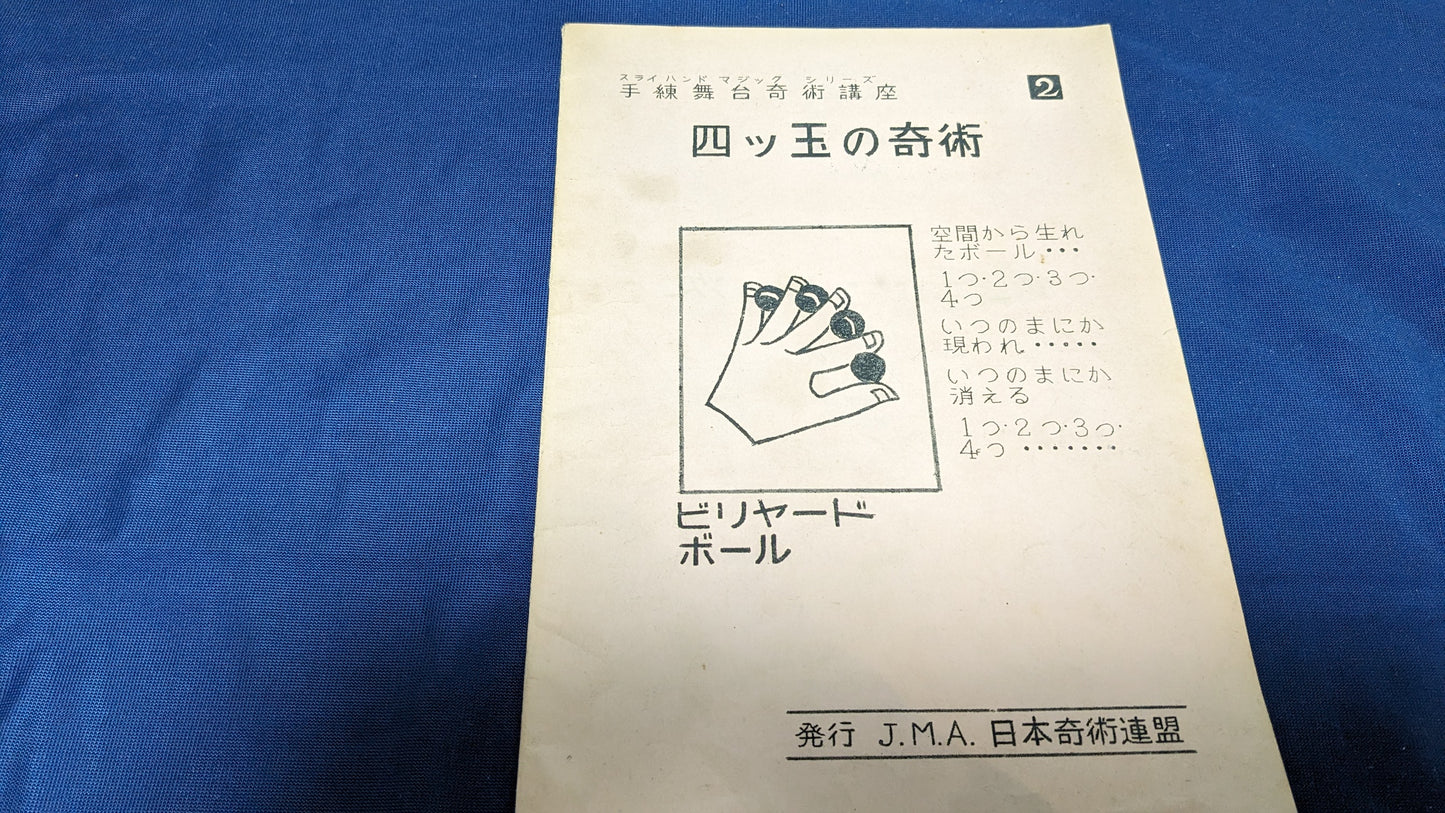 スライハンド マジック シリーズ
手練舞台奇術講座
2
四ッ玉の奇術
空間から生れ
たボール・・・
1つ・2つ・3つ・
4つ
いつのまにか
現われ・・・・・
いつのまにか
消える
1つ・2つ・3つ・
4つ・・・・・・・
ビリヤード
ボール
発行 J.M.A. 日本奇術連盟